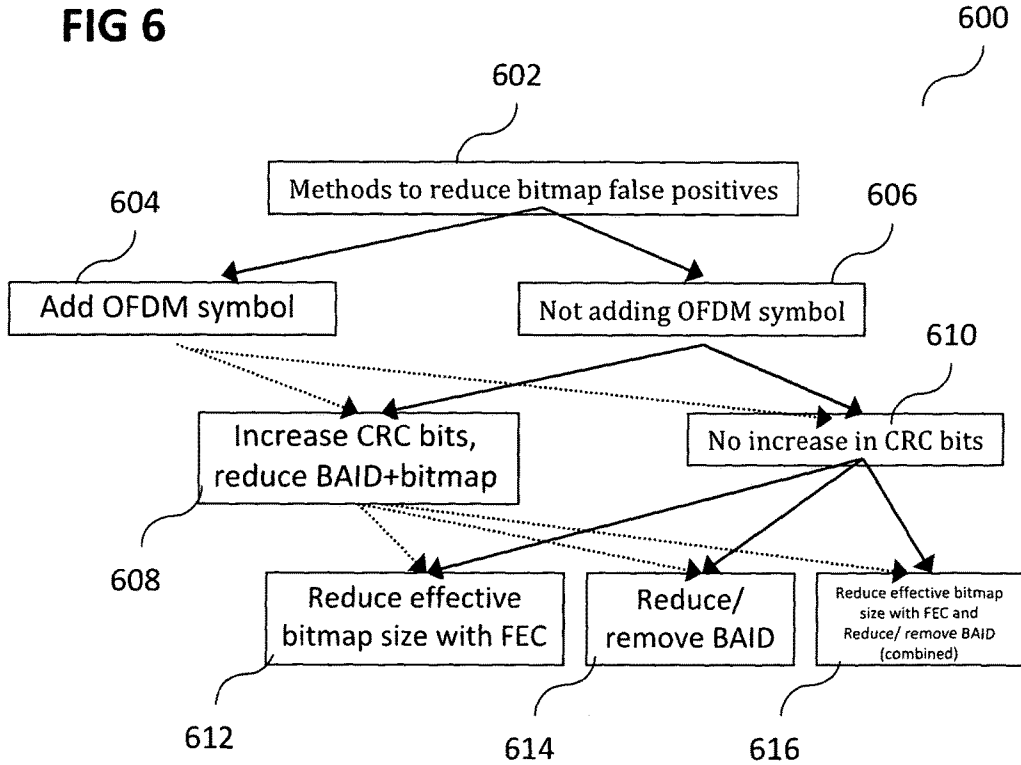 FIG 6
600
602
Methods to reduce bitmap false positives
604
606
Add OFDM symbol
Not adding OFDM symbol
610
Increase CRC bits,
reduce BAID+bitmap
No increase in CRC bits
608
Reduce effective
bitmap size with FEC
Reduce/
remove BAID
Reduce effective bitmap
size with FEC and
Reduce/ remove BAID
(combined)
612
614
616